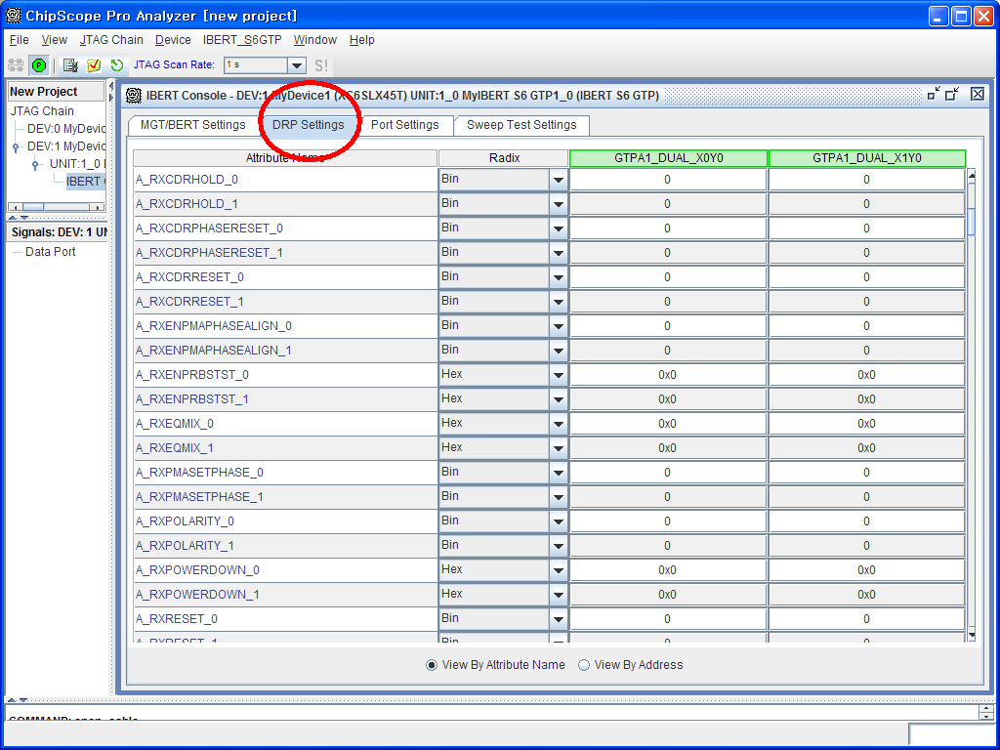 ChipScope Pro Analyzer [new project]
File View JTAG Chain Device IBERT_S6GTP Window Help
JTAG Scan Rate: 1 s S!
New Project
JTAG Chain
DEV:0 MyDevic
DEV:1 MyDevic
UNIT:1_0
IBERT
Signals: DEV: 1 UN
Data Port
IBERT Console - DEV:1 MyDevice1 (XC6SLX45T) UNIT:1_0 MyIBERT S6 GTP1_0 (IBERT S6 GTP)
MGT/BERT Settings DRP Settings Port Settings Sweep Test Settings
Attribute Name Radix GTPA1_DUAL_X0Y0 GTPA1_DUAL_X1Y0
A_RXCDRHOLD_0 Bin 0 0
A_RXCDRHOLD_1 Bin 0 0
A_RXCDRPHASERESET_0 Bin 0 0
A_RXCDRPHASERESET_1 Bin 0 0
A_RXCDRRESET_0 Bin 0 0
A_RXCDRRESET_1 Bin 0 0
A_RXENPMAPHASEALIGN_0 Bin 0 0
A_RXENPMAPHASEALIGN_1 Bin 0 0
A_RXENPRBSTST_0 Hex 0x0 0x0
A_RXENPRBSTST_1 Hex 0x0 0x0
A_RXEQMIX_0 Hex 0x0 0x0
A_RXEQMIX_1 Hex 0x0 0x0
A_RXPMASETPHASE_0 Bin 0 0
A_RXPMASETPHASE_1 Bin 0 0
A_RXPOLARITY_0 Bin 0 0
A_RXPOLARITY_1 Bin 0 0
A_RXPOWERDOWN_0 Hex 0x0 0x0
A_RXPOWERDOWN_1 Hex 0x0 0x0
A_RXRESET_0 Bin 0 0
A_RXRESET_1 Bin 0 0
View By Attribute Name View By Address
COMMAND: open_cable